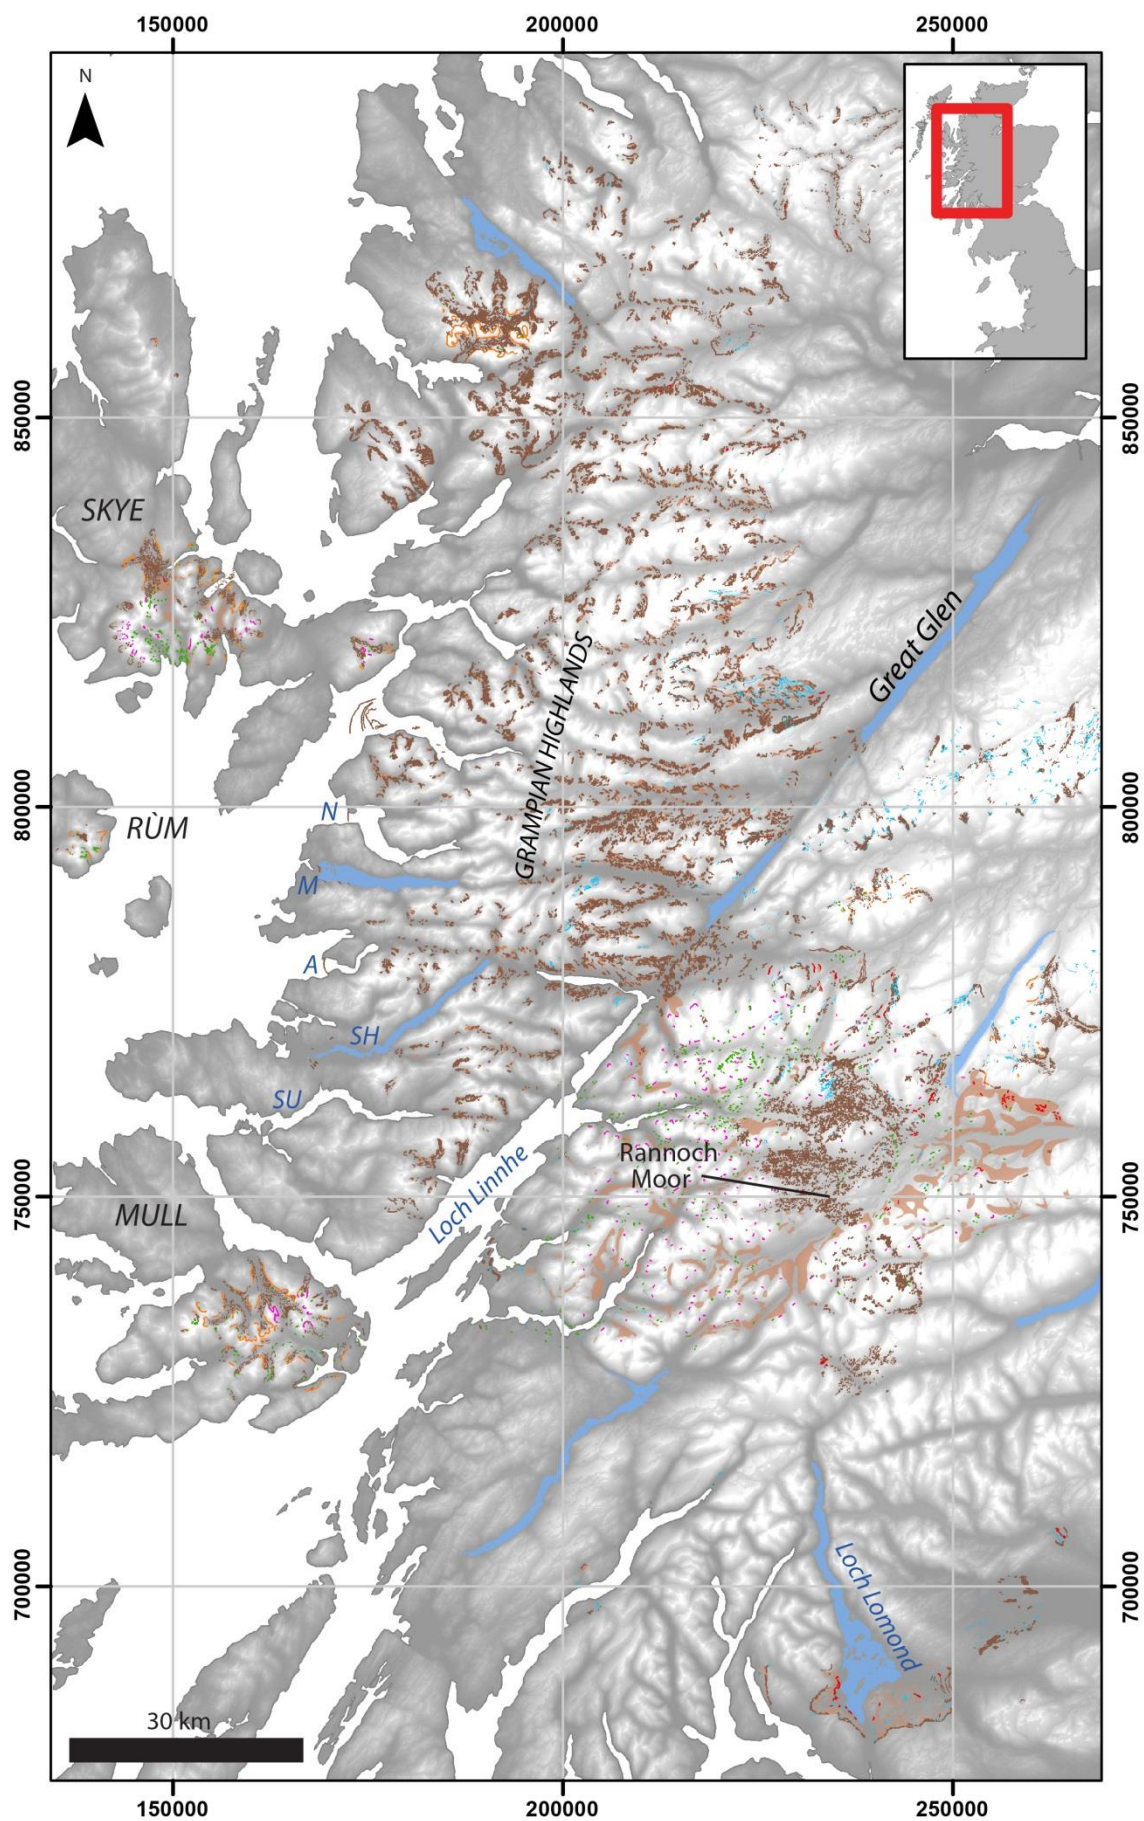 150000
200000
250000
N
850000
850000
SKYE
Great Glen
GRAMPIAN HIGHLANDS
800000
800000
N
RÙM
M
A
SH
SU
Rannoch
Moor
750000
750000
MULL
Loch Linnhe
700000
700000
Loch Lomond
30 km
150000
200000
250000